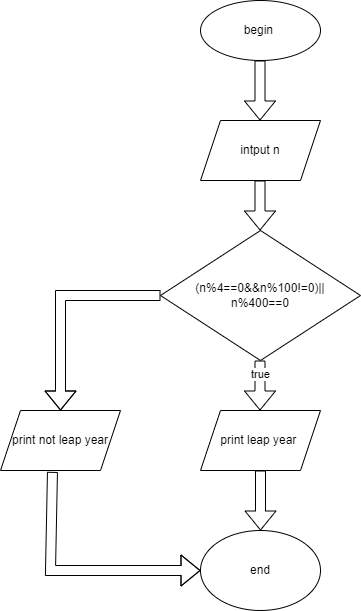 begin
intput n
(n%4==0&&n%100!=0)||
n%400==0
true
print not leap year
print leap year
end